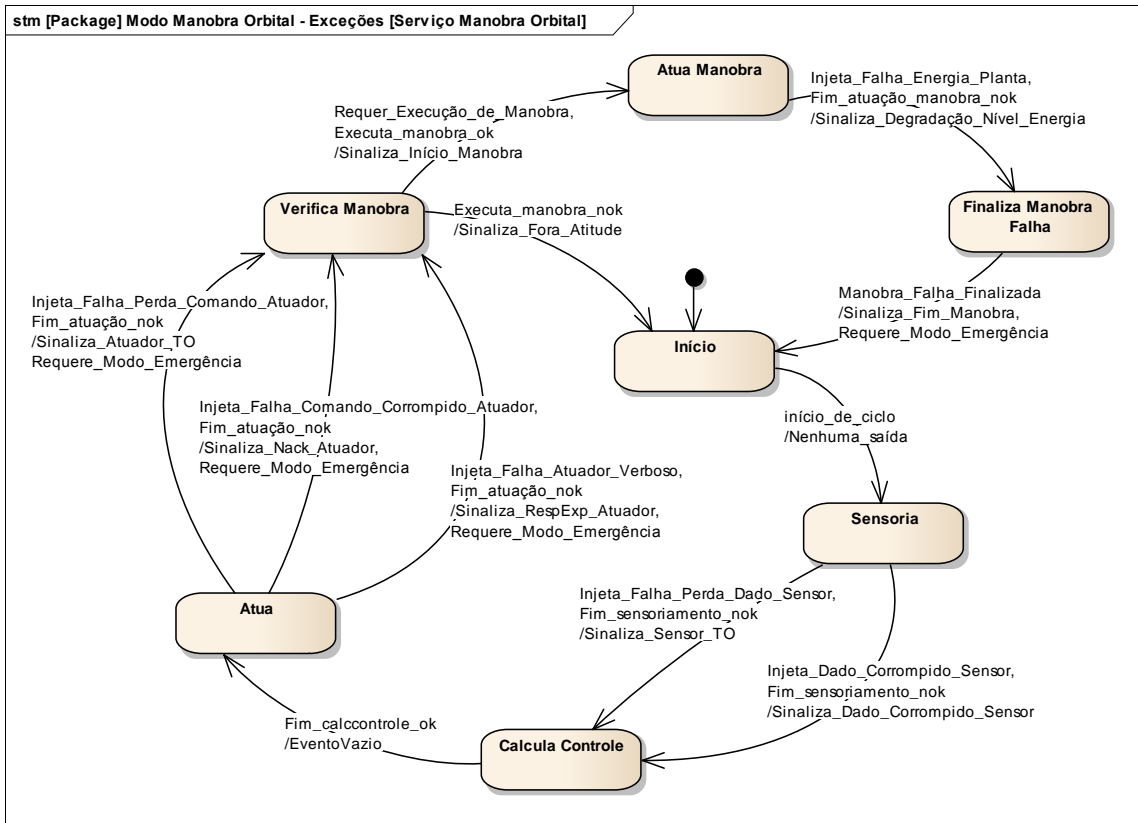 stm [Package] Modo Manobra Orbital - Exceções [Serviço Manobra Orbital]
Atua Manobra
Injeta_Falha_Energia_Planta,
Fim_atuação_manobra_nok
/Sinaliza_Degradação_Nível_Energia
Requer_Execução_de_Manobra,
Executa_manobra_ok
/Sinaliza_Início_Manobra
Verifica Manobra
Executa_manobra_nok
/Sinaliza_Fora_Atitude
Finaliza Manobra
Falha
Manobra_Falha_Finalizada
/Sinaliza_Fim_Manobra,
Requere_Modo_Emergência
Início
Injeta_Falha_Perda_Comando_Atuador,
Fim_atuação_nok
/Sinaliza_Atuador_TO
Requere_Modo_Emergência
Injeta_Falha_Comando_Corrompido_Atuador,
Fim_atuação_nok
/Sinaliza_Nack_Atuador,
Requere_Modo_Emergência
Injeta_Falha_Atuador_Verboso,
Fim_atuação_nok
/Sinaliza_RespExp_Atuador,
Requere_Modo_Emergência
início_de_ciclo
/Nenhuma_saída
Sensoria
Injeta_Falha_Perda_Dado_Sensor,
Fim_sensoriamento_nok
/Sinaliza_Sensor_TO
Atua
Injeta_Dado_Corrompido_Sensor,
Fim_sensoriamento_nok
/Sinaliza_Dado_Corrompido_Sensor
Fim_calccontrole_ok
/EventoVazio
Calcula Controle